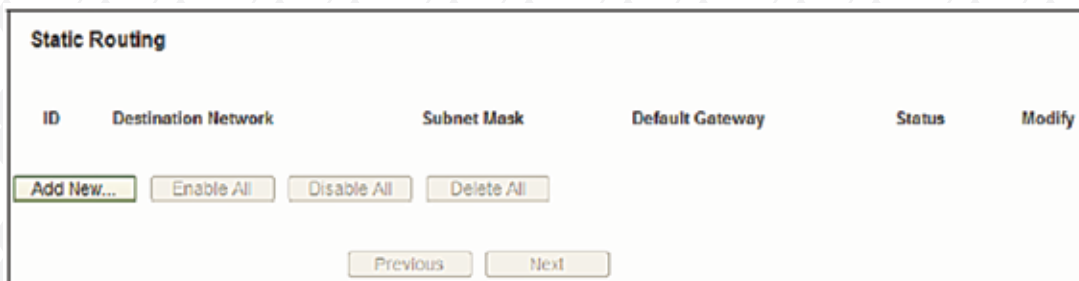 Static Routing
ID Destination Network Subnet Mask Default Gateway Status Modify
Add New... Enable All Disable All Delete All
Previous Next